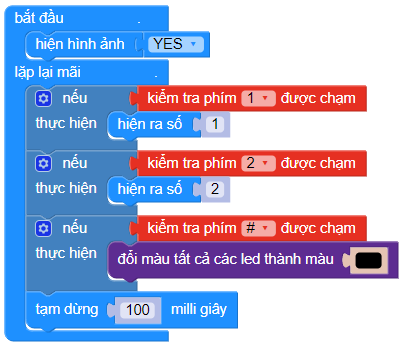 bắt đầu .
hiện hình ảnh YES
lặp lại mãi .
nếu kiểm tra phím 1 được chạm
thực hiện hiện ra số 1
nếu kiểm tra phím 2 được chạm
thực hiện hiện ra số 2
nếu kiểm tra phím # được chạm
thực hiện đổi màu tất cả các led thành màu
tạm dừng 100 milli giây